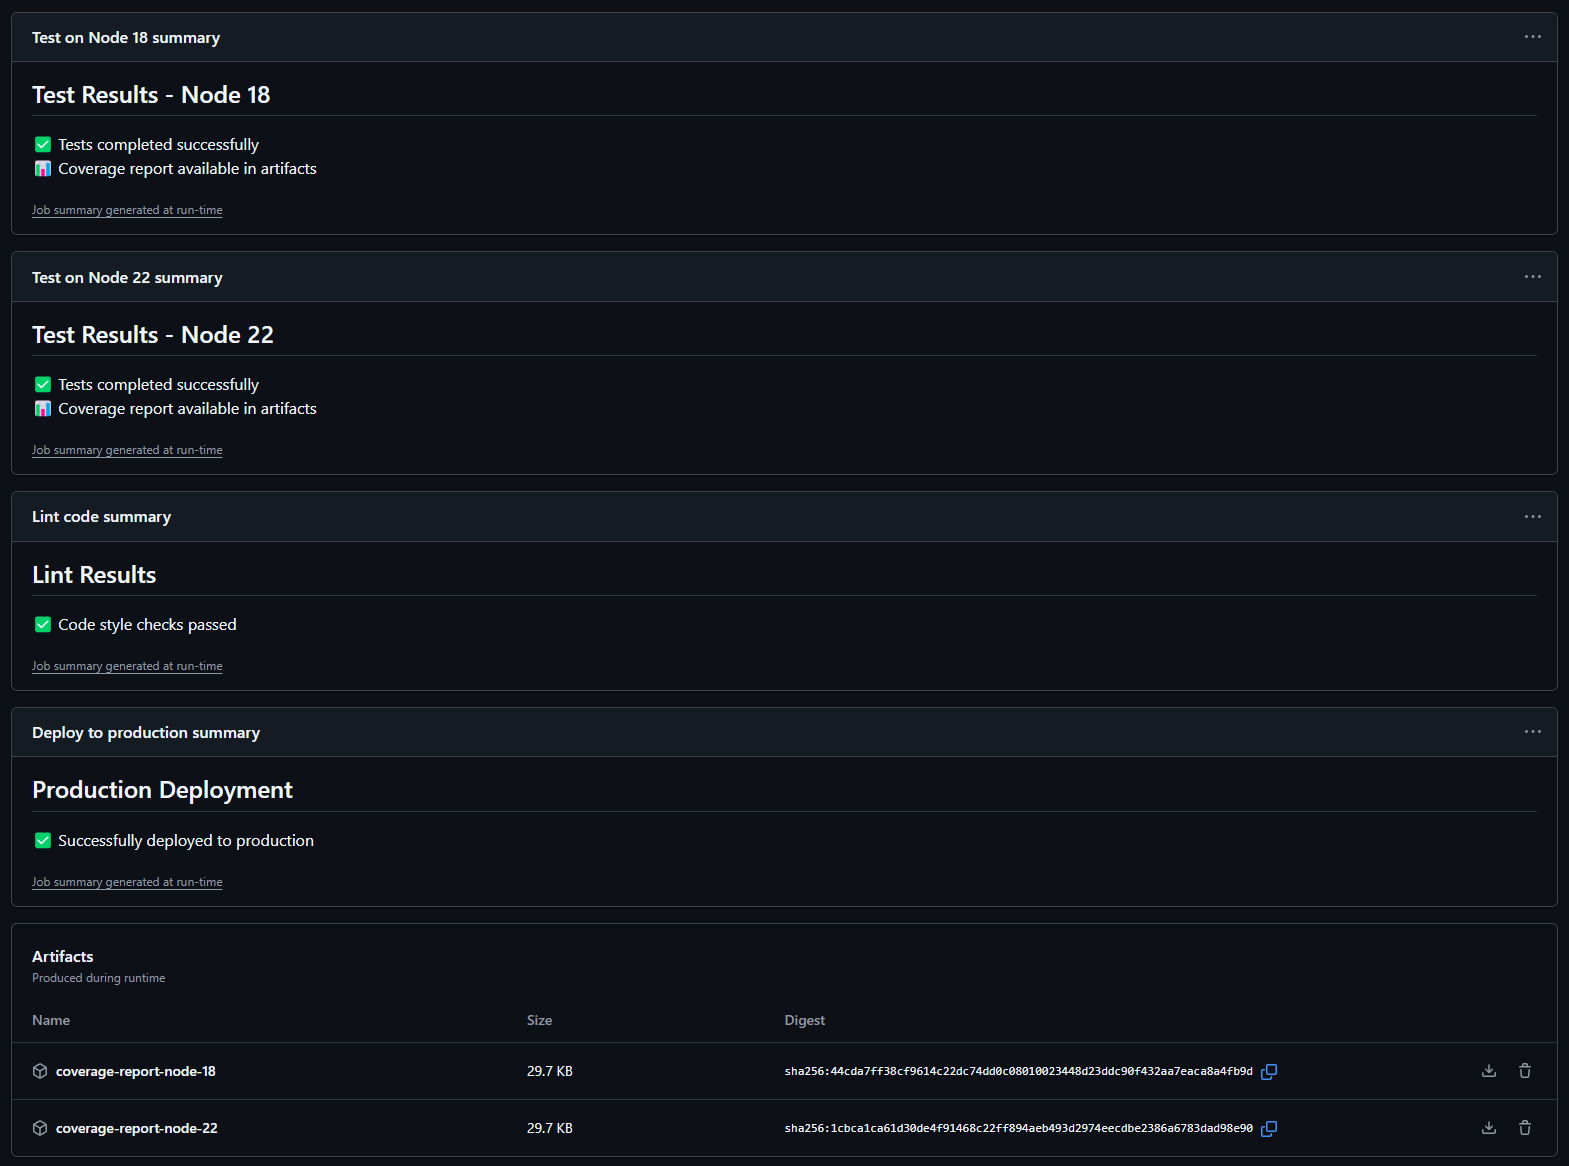 Test on Node 18 summary
Test Results - Node 18
✅ Tests completed successfully
📊 Coverage report available in artifacts
Job summary generated at run-time
Test on Node 22 summary
Test Results - Node 22
✅ Tests completed successfully
📊 Coverage report available in artifacts
Job summary generated at run-time
Lint code summary
Lint Results
✅ Code style checks passed
Job summary generated at run-time
Deploy to production summary
Production Deployment
✅ Successfully deployed to production
Job summary generated at run-time
Artifacts
Produced during runtime
Name Size Digest
coverage-report-node-18 29.7 KB sha256:44cda7ff38cf9614c22dc74dd0c08010023448d23ddc90f432aa7eaca8a4fb9d
coverage-report-node-22 29.7 KB sha256:1cbca1ca61d30de4f91468c22ff894aeb493d2974eecdbe2386a6783dad98e90